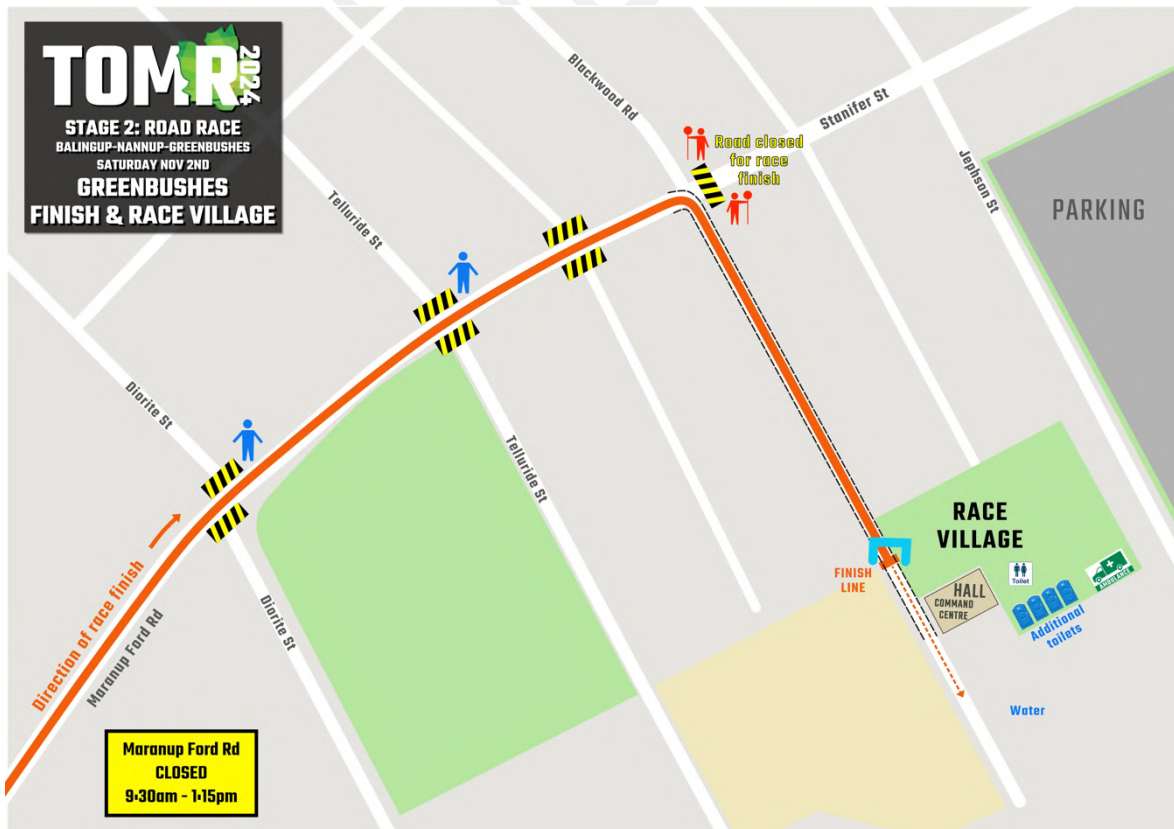 TOMR
2024
STAGE 2: ROAD RACE
BALINGUP-NANNUP-GREENBUSHES
SATURDAY NOV 2ND
GREENBUSHES
FINISH & RACE VILLAGE
Blackwood Rd
Stanifer St
Road closed
for race
finish
Jephson St
PARKING
Telluride St
Diorite St
Telluride St
Direction of race finish
Maranup Ford Rd
Diorite St
RACE
VILLAGE
FINISH
LINE
HALL
COMMAND
CENTRE
Toilet
AMBULANCE
Additional
toilets
Water
Maranup Ford Rd
CLOSED
9:30am - 1:15pm